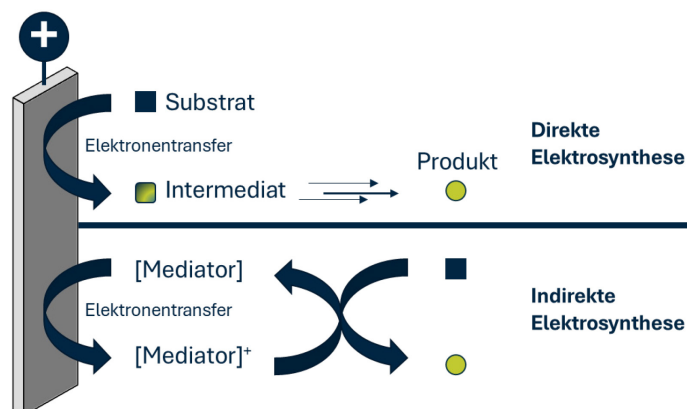 +
Substrat
Elektronentransfer
Intermediat
Produkt
Direkte
Elektrosynthese
[Mediator]
Elektronentransfer
[Mediator]⁺
Indirekte
Elektrosynthese